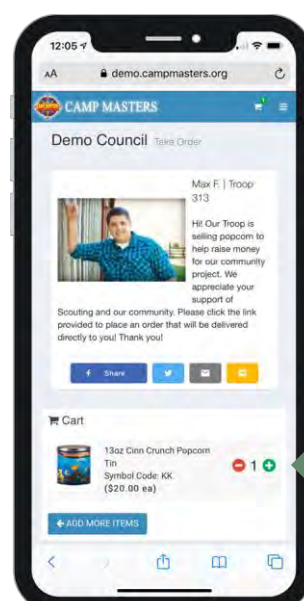 12:05
AA demo.campmasters.org
CAMP MASTERS
Demo Council Take Order
Max F. | Troop
313
Hi! Our Troop is
selling popcorn to
help raise money
for our community
project. We
appreciate your
support of
Scouting and our community. Please click the link
provided to place an order that will be delivered
directly to you! Thank you!
Share
Cart
13oz Cinn Crunch Popcorn
Tin
Symbol Code: KK
($20.00 ea)
1
ADD MORE ITEMS